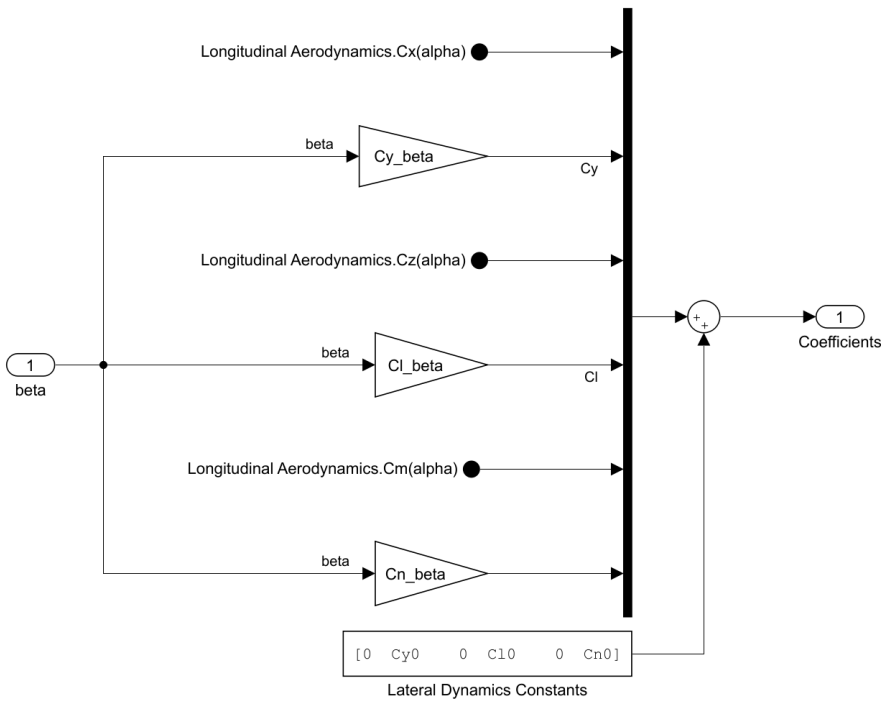 Longitudinal Aerodynamics.Cx(alpha)
beta
Cy_beta
Cy
Longitudinal Aerodynamics.Cz(alpha)
+
+
1
Coefficients
1
beta
beta
Cl_beta
Cl
Longitudinal Aerodynamics.Cm(alpha)
beta
Cn_beta
[0 Cy0 0 Cl0 0 Cn0]
Lateral Dynamics Constants